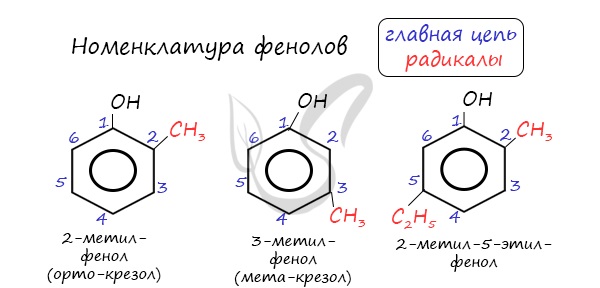 Номенклатура фенолов
главная цепь
радикалы
OH
1
2
CH3
3
4
5
6
2-метил-
фенол
(орто-крезол)
OH
1
2
3
CH3
4
5
6
3-метил-
фенол
(мета-крезол)
OH
1
2
CH3
3
4
5
C2H5
6
2-метил-5-этил-
фенол